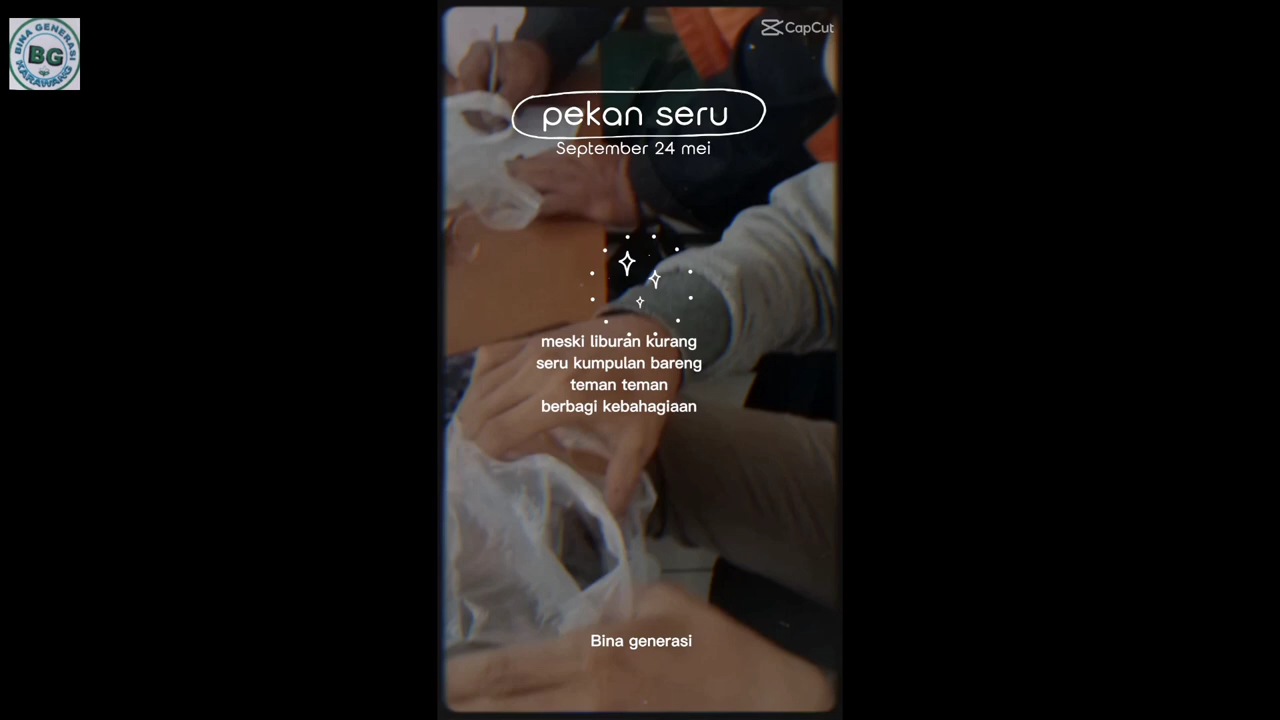 BINA GENERASI
BG
KARAWANG
CapCut
pekan seru
September 24 mei
meski liburan kurang
seru kumpulan bareng
teman teman
berbagi kebahagiaan
Bina generasi